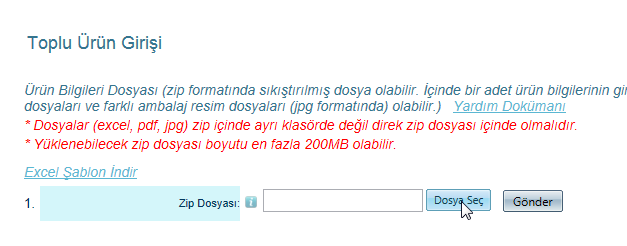 Toplu Ürün Girişi
Ürün Bilgileri Dosyası (zip formatında sıkıştırılmış dosya olabilir. İçinde bir adet ürün bilgilerinin
dosyaları ve farklı ambalaj resim dosyaları (jpg formatında) olabilir.) Yardım Dokümanı
* Dosyalar (excel, pdf, jpg) zip içinde ayrı klasörde değil direk zip dosyası içinde olmalıdır.
* Yüklenebilecek zip dosyası boyutu en fazla 200MB olabilir.
Excel Şablon İndir
1. Zip Dosyası: i Dosya Seç Gönder